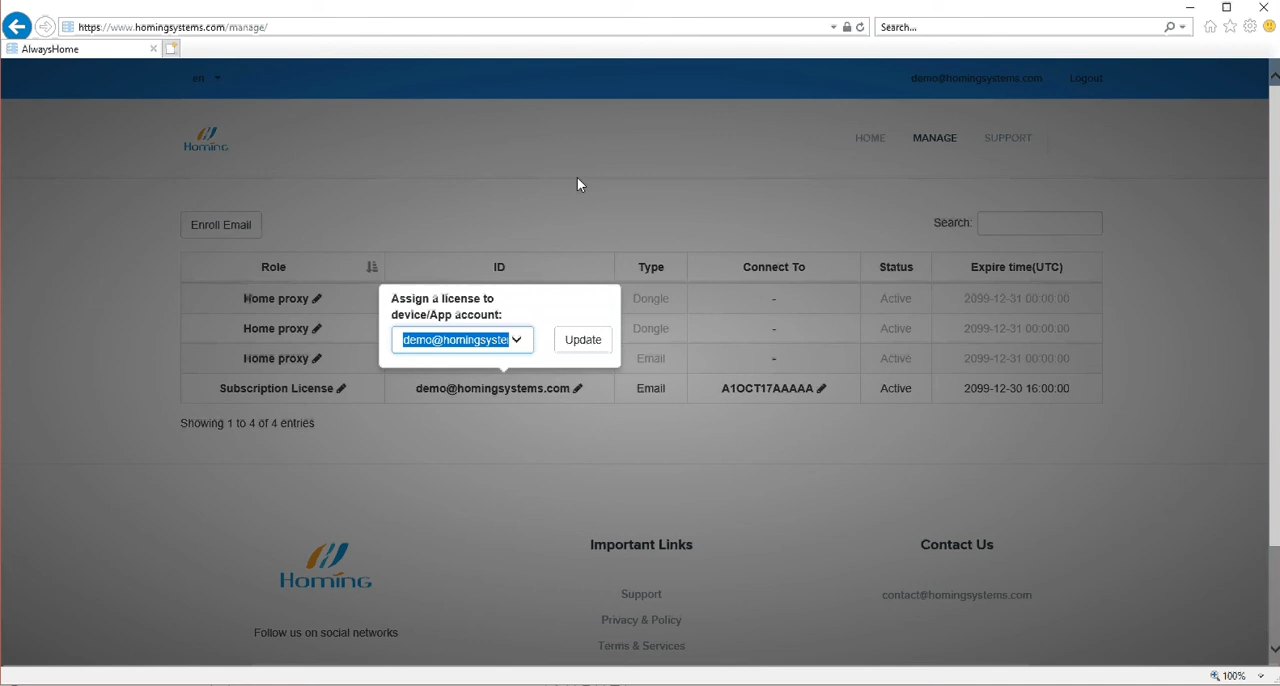 https://www.homingsystems.com/manage/
Search...
AlwaysHome
en
demo@homingsystems.com
Logout
Homing
HOME
MANAGE
SUPPORT
Enroll Email
Search:
Role
ID
Type
Connect To
Status
Expire time(UTC)
Home proxy
Dongle
-
Active
2099-12-31 00:00:00
Home proxy
Dongle
-
Active
2099-12-31 00:00:00
Home proxy
Email
-
Active
2099-12-31 00:00:00
Assign a license to
device/App account:
demo@homingsyste
Update
Subscription License
demo@homingsystems.com
Email
A1OCT17AAAAA
Active
2099-12-30 16:00:00
Showing 1 to 4 of 4 entries
Homing
Follow us on social networks
Important Links
Support
Privacy & Policy
Terms & Services
Contact Us
contact@homingsystems.com
100%